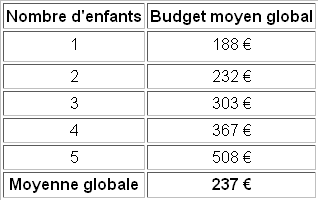 Nombre d'enfants Budget moyen global
1 188 €
2 232 €
3 303 €
4 367 €
5 508 €
Moyenne globale 237 €